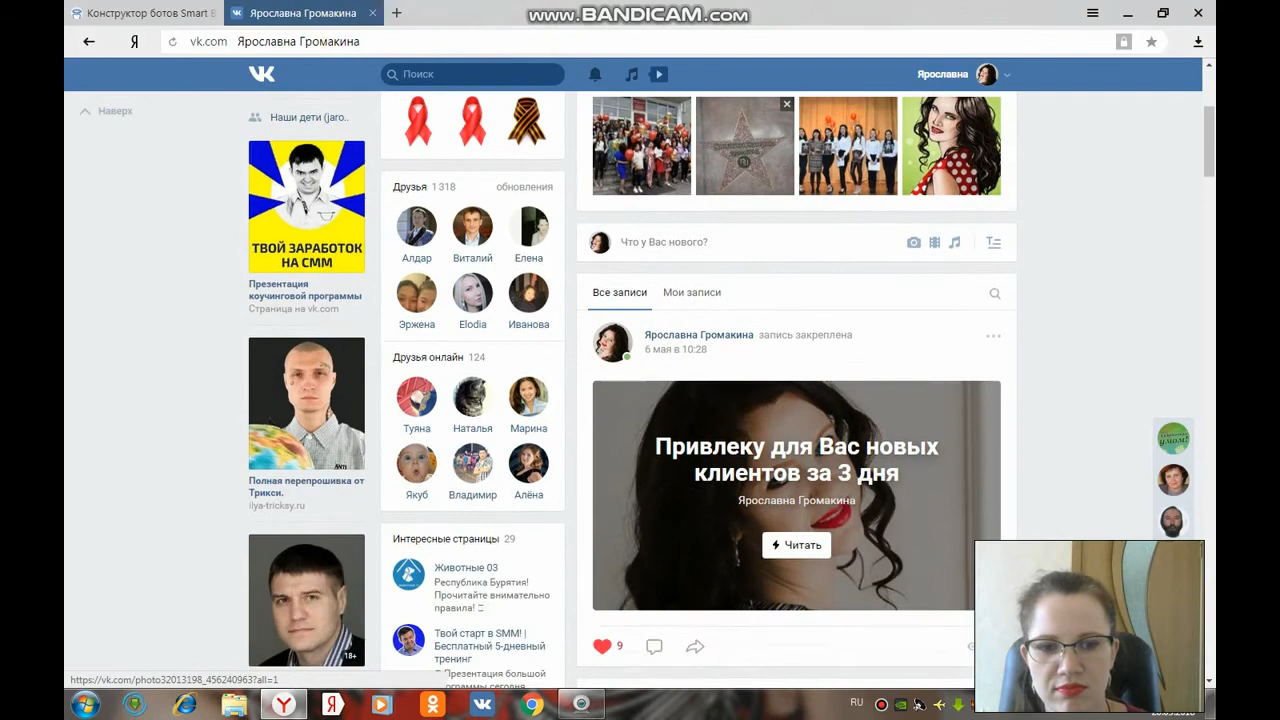 www.BANDICAM.com
Ярославна Громакина
vk.com Ярославна Громакина
Поиск
Ярославна
Наверх
Наши дети (jaro..
ТВОЙ ЗАРАБОТОК
НА СММ
Презентация
коучинговой программы
Страница на vk.com
Полная перепрошивка от
Трикси.
ilya-tricksy.ru
18+
Друзья 1 318 обновления
Алдар Виталий Елена
Эржена Elodia Иванова
Друзья онлайн 124
Туяна Наталья Марина
Якуб Владимир Алёна
Интересные страницы 29
Животные 03
Республика Бурятия!
Прочитайте внимательно
правила!
Твой старт в SMM! |
Бесплатный 5-дневный
тренинг
Презентация большой
Что у Вас нового?
Все записи Мои записи
Ярославна Громакина запись закреплена
6 мая в 10:28
Привлеку для Вас новых
клиентов за 3 дня
Ярославна Громакина
Читать
9
https://vk.com/photo32013198_456240963?all=1
RU